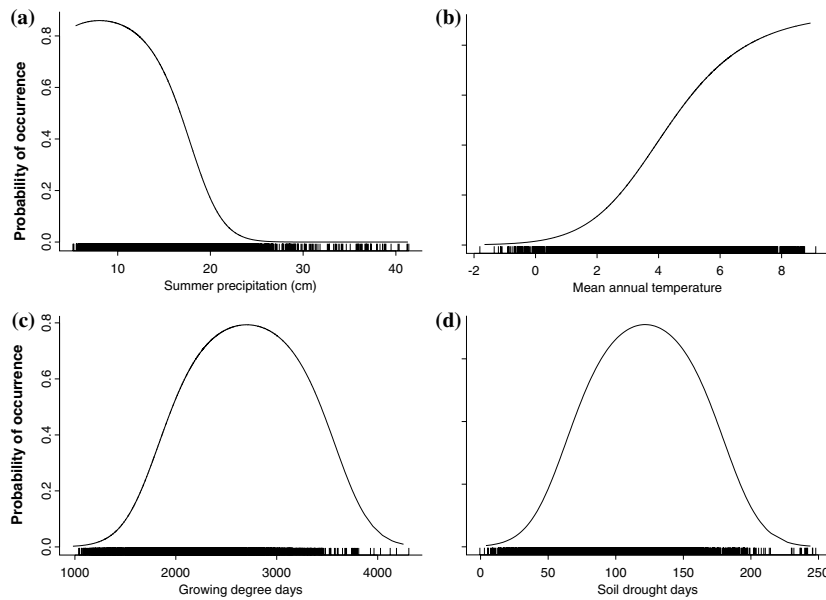 (a)
(b)
Probability of occurrence
0.0 0.2 0.4 0.6 0.8
10 20 30 40
Summer precipitation (cm)
-2 0 2 4 6 8
Mean annual temperature
(c)
(d)
Probability of occurrence
0.0 0.2 0.4 0.6 0.8
1000 2000 3000 4000
Growing degree days
0 50 100 150 200 250
Soil drought days